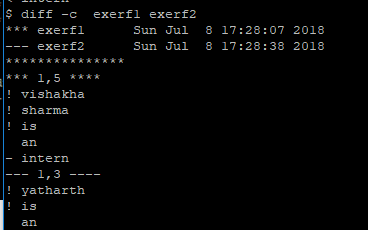 < intern
$ diff -c  exerf1 exerf2
*** exerf1      Sun Jul  8 17:28:07 2018
--- exerf2      Sun Jul  8 17:28:38 2018
***************
*** 1,5 ****
! vishakha
! sharma
! is
  an
- intern
--- 1,3 ----
! yatharth
! is
  an